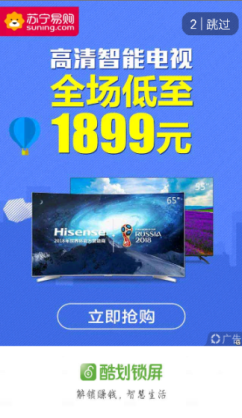 苏宁易购
suning.com
2 | 跳过
高清智能电视
全场低至
1899元
65"
55"
Hisense
RUSSIA
2018
立即抢购
广告
酷划锁屏
解锁赚钱，智慧生活